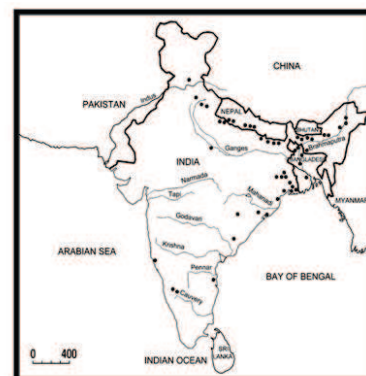 CHINA
Indus
PAKISTAN
NEPAL
BHUTAN
Brahmaputra
Ganges
BANGLADESH
INDIA
Narmada
Tapi
Mahanadi
MYANMAR
Godavari
ARABIAN SEA
Krishna
BAY OF BENGAL
Pennar
Cauvery
SRI
LANKA
0 400
INDIAN OCEAN